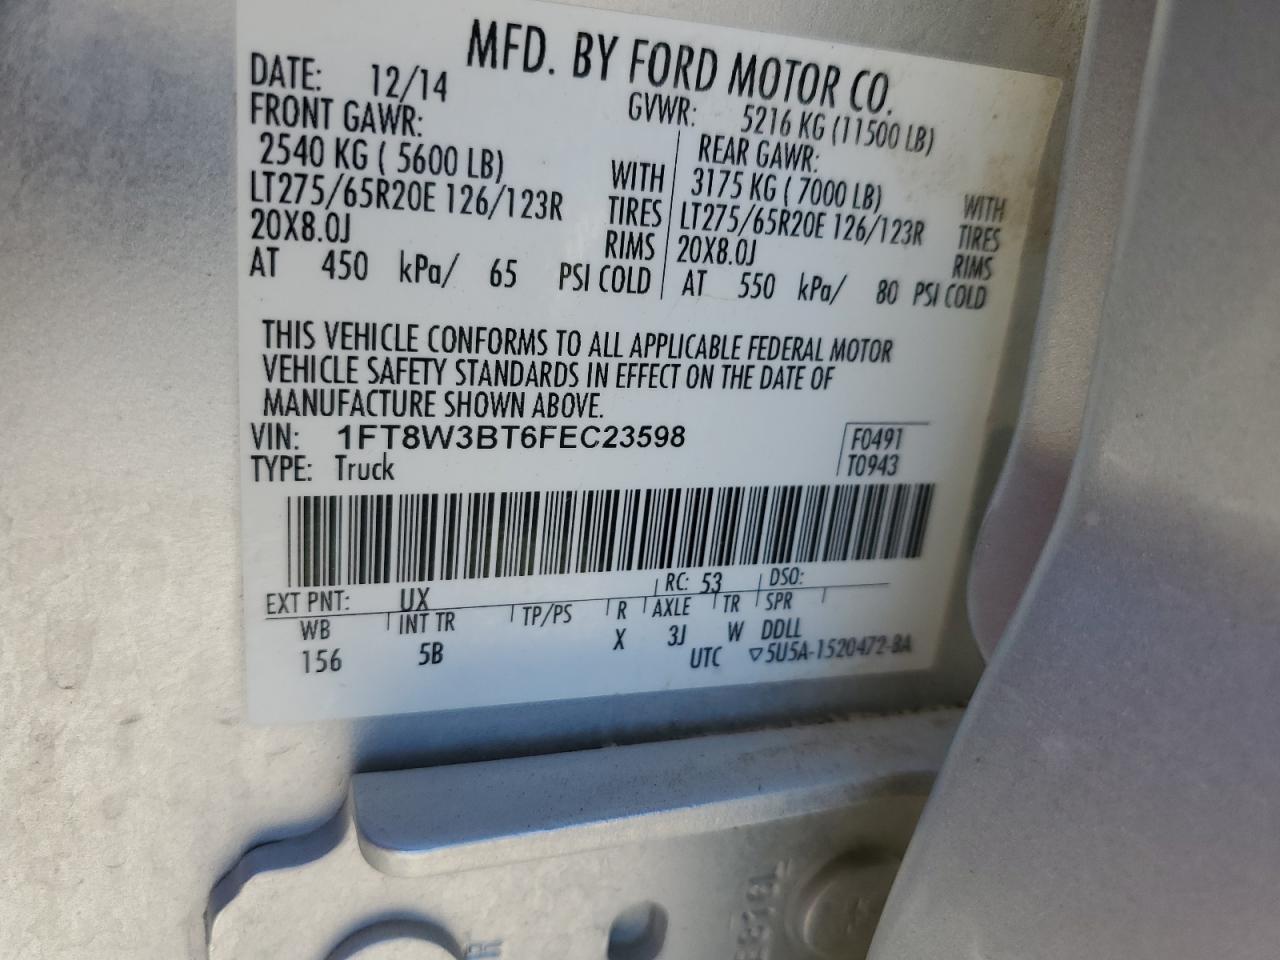 MFD. BY FORD MOTOR CO.
DATE: 12/14 GVWR: 5216 KG (11500 LB)
FRONT GAWR: REAR GAWR:
2540 KG ( 5600 LB) WITH 3175 KG ( 7000 LB) WITH
LT275/65R20E 126/123R TIRES LT275/65R20E 126/123R TIRES
20X8.0J RIMS 20X8.0J RIMS
AT 450 kPa/ 65 PSI COLD AT 550 kPa/ 80 PSI COLD
THIS VEHICLE CONFORMS TO ALL APPLICABLE FEDERAL MOTOR
VEHICLE SAFETY STANDARDS IN EFFECT ON THE DATE OF
MANUFACTURE SHOWN ABOVE.
VIN: 1FT8W3BT6FEC23598 F0491
TYPE: Truck T0943
EXT PNT: UX RC: 53 DSO:
WB INT TR TP/PS R AXLE TR SPR
156 5B X 3J W DDLL
UTC ▽5U5A-1520472-BA